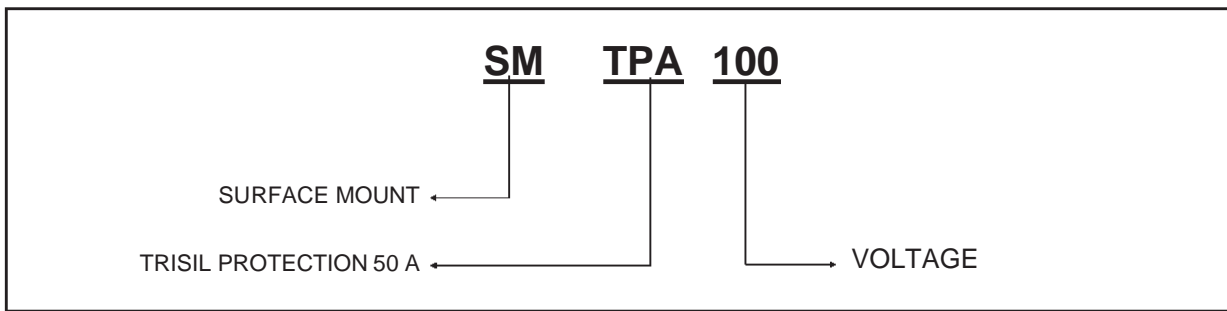 SM TPA 100
SURFACE MOUNT
TRISIL PROTECTION 50 A
VOLTAGE